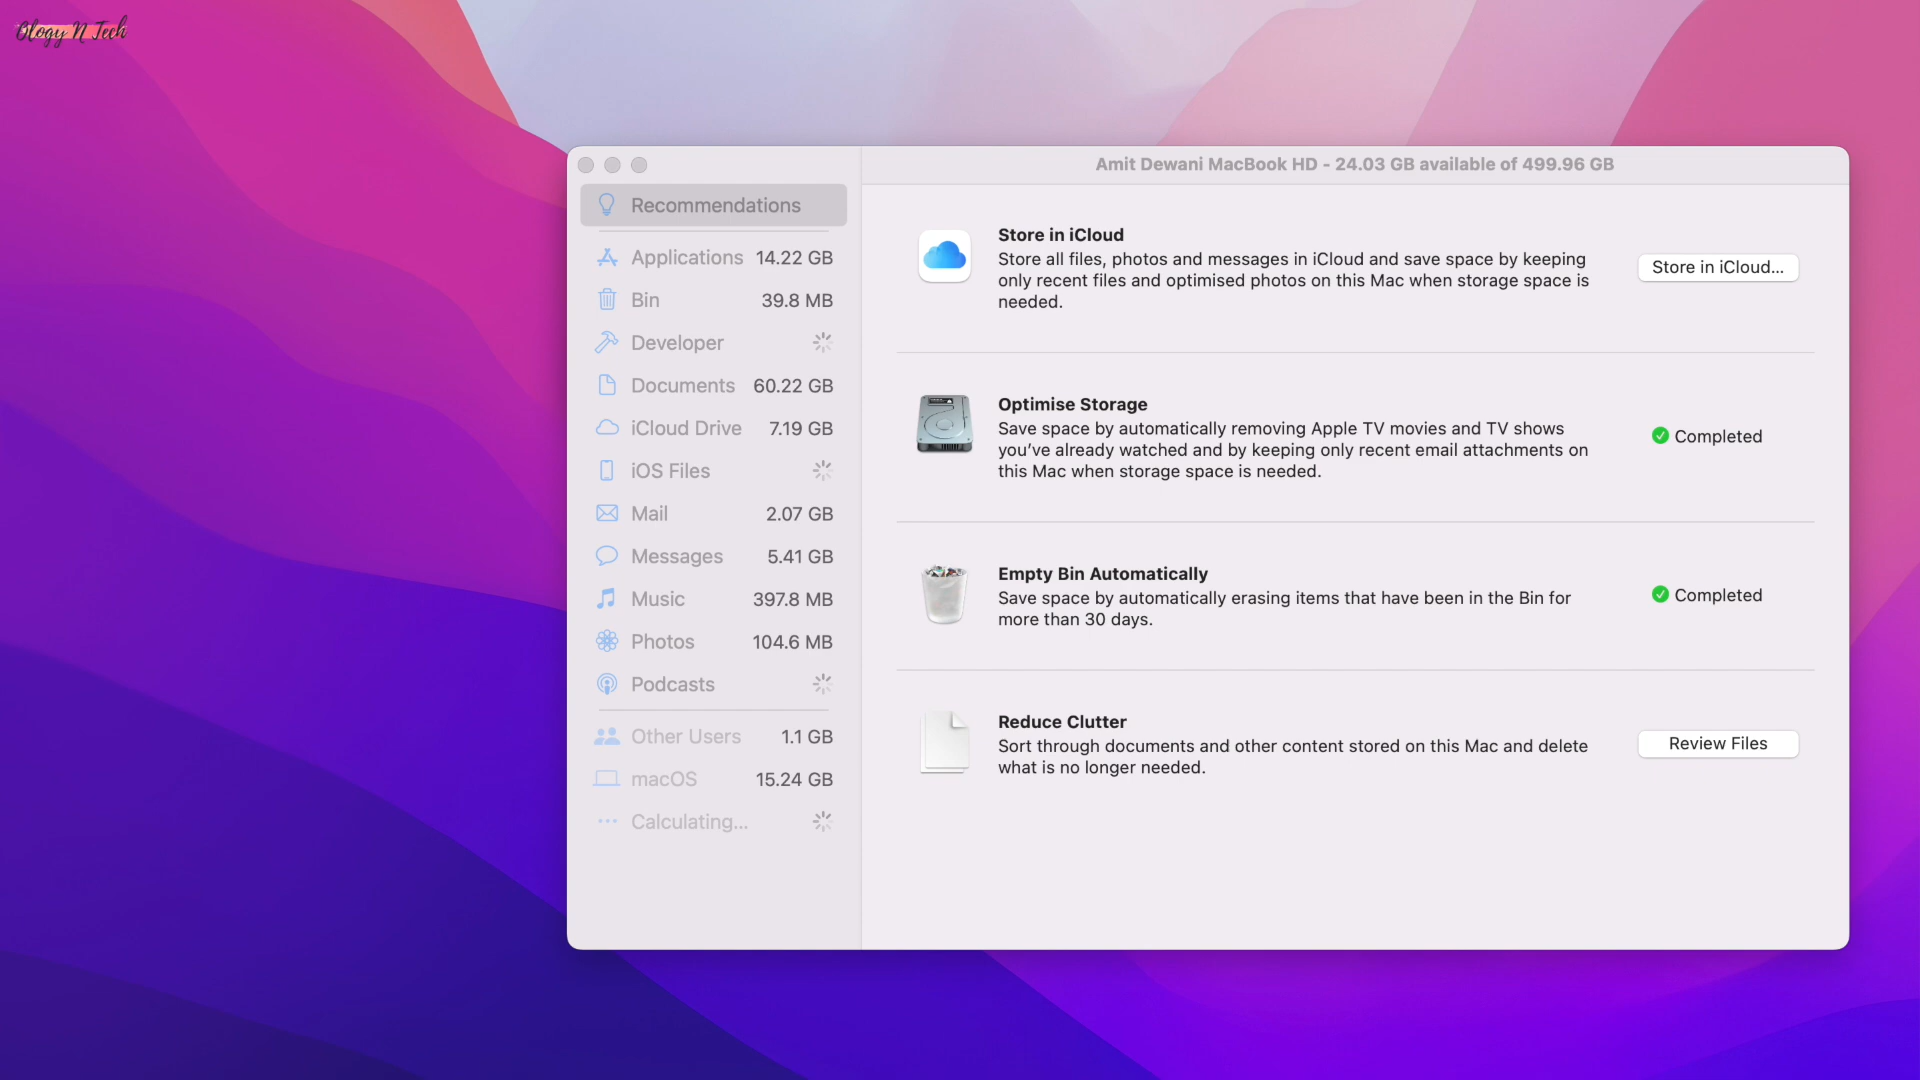 Ology N Tech
Amit Dewani MacBook HD - 24.03 GB available of 499.96 GB
Recommendations
Applications 14.22 GB
Bin 39.8 MB
Developer
Documents 60.22 GB
iCloud Drive 7.19 GB
iOS Files
Mail 2.07 GB
Messages 5.41 GB
Music 397.8 MB
Photos 104.6 MB
Podcasts
Other Users 1.1 GB
macOS 15.24 GB
Calculating...
Store in iCloud
Store all files, photos and messages in iCloud and save space by keeping
only recent files and optimised photos on this Mac when storage space is
needed.
Store in iCloud...
Optimise Storage
Save space by automatically removing Apple TV movies and TV shows
you’ve already watched and by keeping only recent email attachments on
this Mac when storage space is needed.
Completed
Empty Bin Automatically
Save space by automatically erasing items that have been in the Bin for
more than 30 days.
Completed
Reduce Clutter
Sort through documents and other content stored on this Mac and delete
what is no longer needed.
Review Files